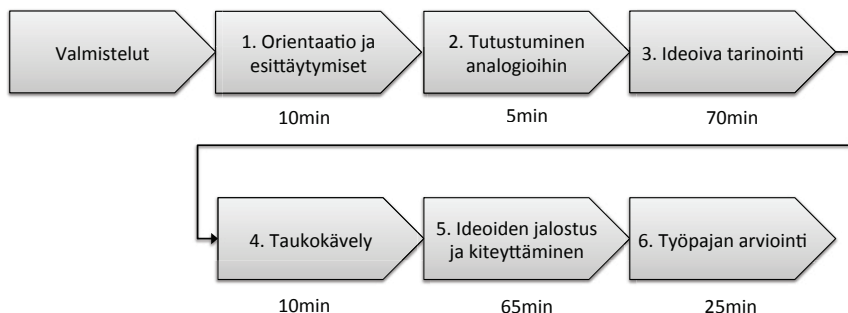 Valmistelut
1. Orientaatio ja
esittäytymiset
10min
2. Tutustuminen
analogioihin
5min
3. Ideoiva tarinointi
70min
4. Taukokävely
10min
5. Ideoiden jalostus
ja kiteyttäminen
65min
6. Työpajan arviointi
25min